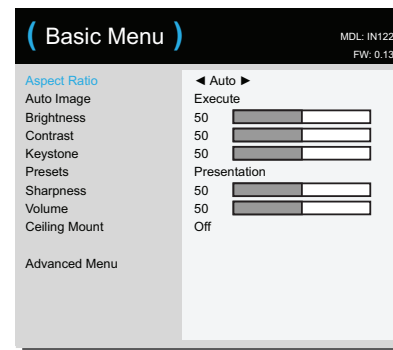 ( Basic Menu )
MDL: IN122
FW: 0.13
Aspect Ratio ◄ Auto ►
Auto Image Execute
Brightness 50
Contrast 50
Keystone 50
Presets Presentation
Sharpness 50
Volume 50
Ceiling Mount Off
Advanced Menu